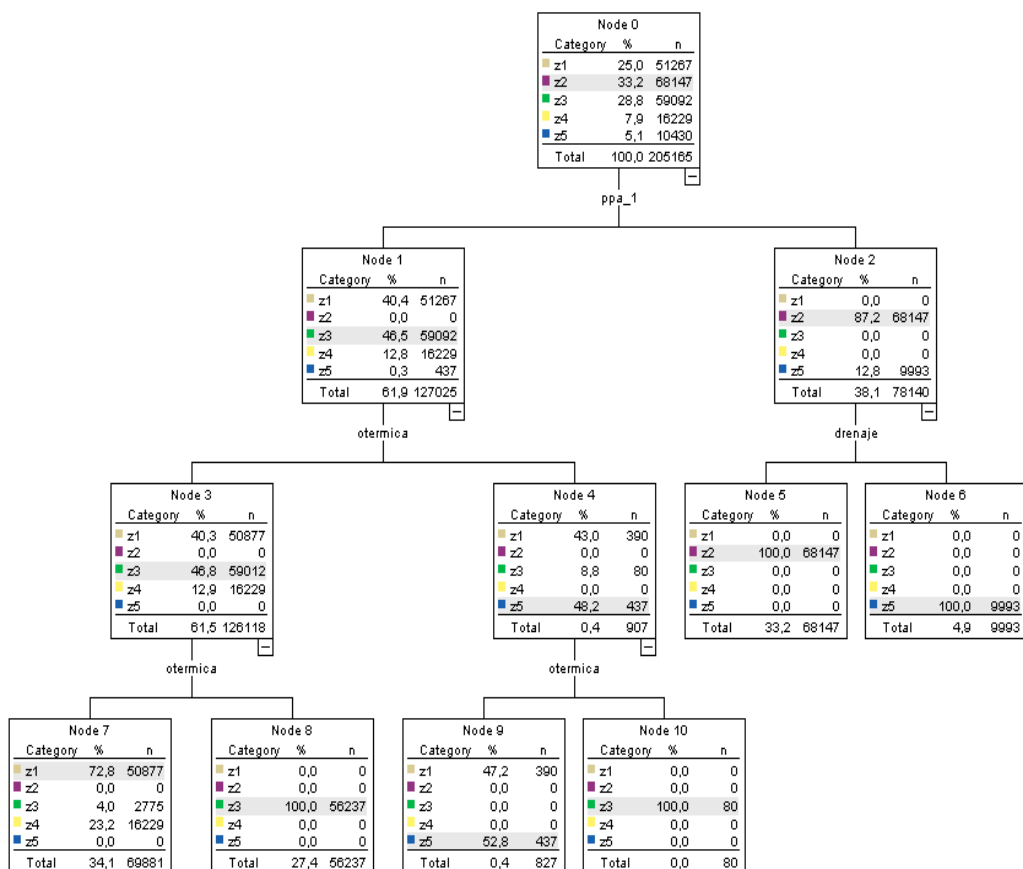 Node 0
Category % n
z1 25,0 51267
z2 33,2 68147
z3 28,8 59092
z4 7,9 16229
z5 5,1 10430
Total 100,0 205165
ppa_1
Node 1
Category % n
z1 40,4 51267
z2 0,0 0
z3 46,5 59092
z4 12,8 16229
z5 0,3 437
Total 61,9 127025
otermica
Node 2
Category % n
z1 0,0 0
z2 87,2 68147
z3 0,0 0
z4 0,0 0
z5 12,8 9993
Total 38,1 78140
drenaje
Node 3
Category % n
z1 40,3 50877
z2 0,0 0
z3 46,8 59012
z4 12,9 16229
z5 0,0 0
Total 61,5 126118
otermica
Node 4
Category % n
z1 43,0 390
z2 0,0 0
z3 8,8 80
z4 0,0 0
z5 48,2 437
Total 0,4 907
otermica
Node 5
Category % n
z1 0,0 0
z2 100,0 68147
z3 0,0 0
z4 0,0 0
z5 0,0 0
Total 33,2 68147
Node 6
Category % n
z1 0,0 0
z2 0,0 0
z3 0,0 0
z4 0,0 0
z5 100,0 9993
Total 4,9 9993
Node 7
Category % n
z1 72,8 50877
z2 0,0 0
z3 4,0 2775
z4 23,2 16229
z5 0,0 0
Total 34,1 69881
Node 8
Category % n
z1 0,0 0
z2 0,0 0
z3 100,0 56237
z4 0,0 0
z5 0,0 0
Total 27,4 56237
Node 9
Category % n
z1 47,2 390
z2 0,0 0
z3 0,0 0
z4 0,0 0
z5 52,8 437
Total 0,4 827
Node 10
Category % n
z1 0,0 0
z2 0,0 0
z3 100,0 80
z4 0,0 0
z5 0,0 0
Total 0,0 80